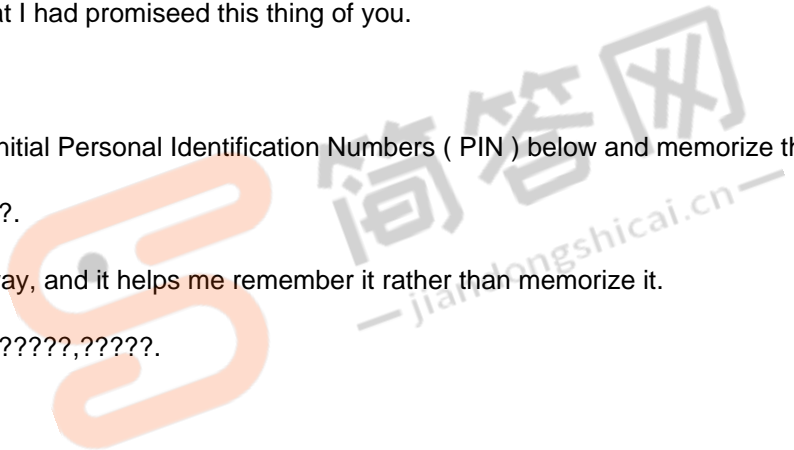 at I had promiseed this thing of you.
nitial Personal Identification Numbers ( PIN ) below and memorize th
?.
ay, and it helps me remember it rather than memorize it.
?????,?????.
简答网
jiandongshicai.cn